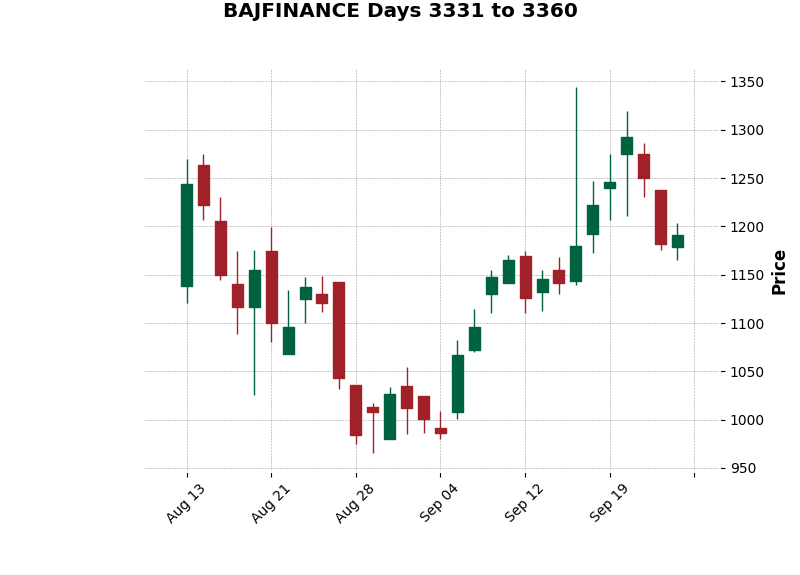 BAJFINANCE Days 3331 to 3360
1350
1300
1250
1200
1150
1100
1050
1000
950
Price
Aug 13
Aug 21
Aug 28
Sep 04
Sep 12
Sep 19